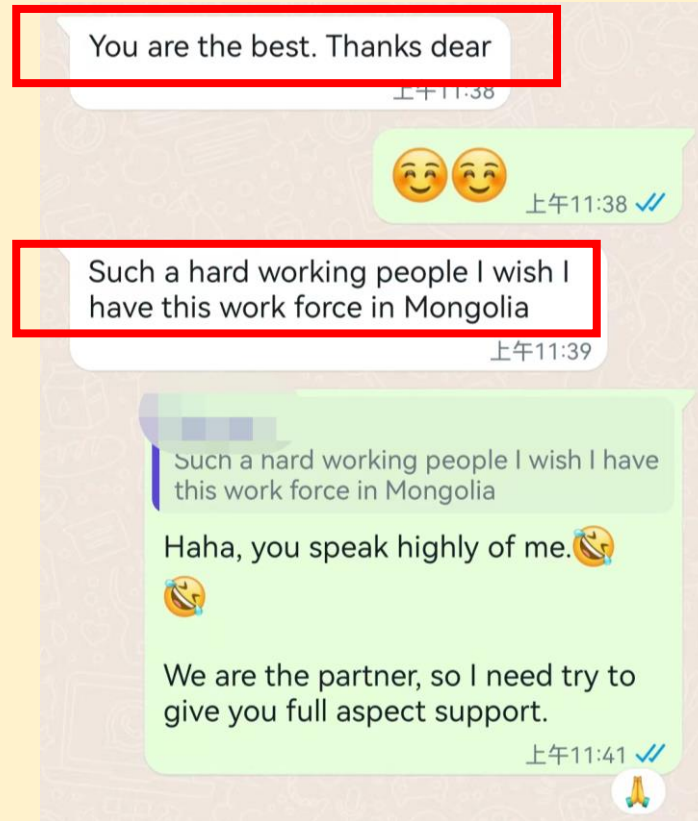 You are the best. Thanks dear
上午11:38
☺️☺️
上午11:38
Such a hard working people I wish I
have this work force in Mongolia
上午11:39
Such a hard working people I wish I have
this work force in Mongolia
Haha, you speak highly of me.🤣
🤣
We are the partner, so I need try to
give you full aspect support.
上午11:41
🙏